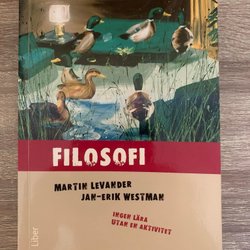 FILOSOFI
MARTIN LEVANDER
JAN-ERIK WESTMAN
INGEN LÄRA
UTAN EN AKTIVITET
Liber